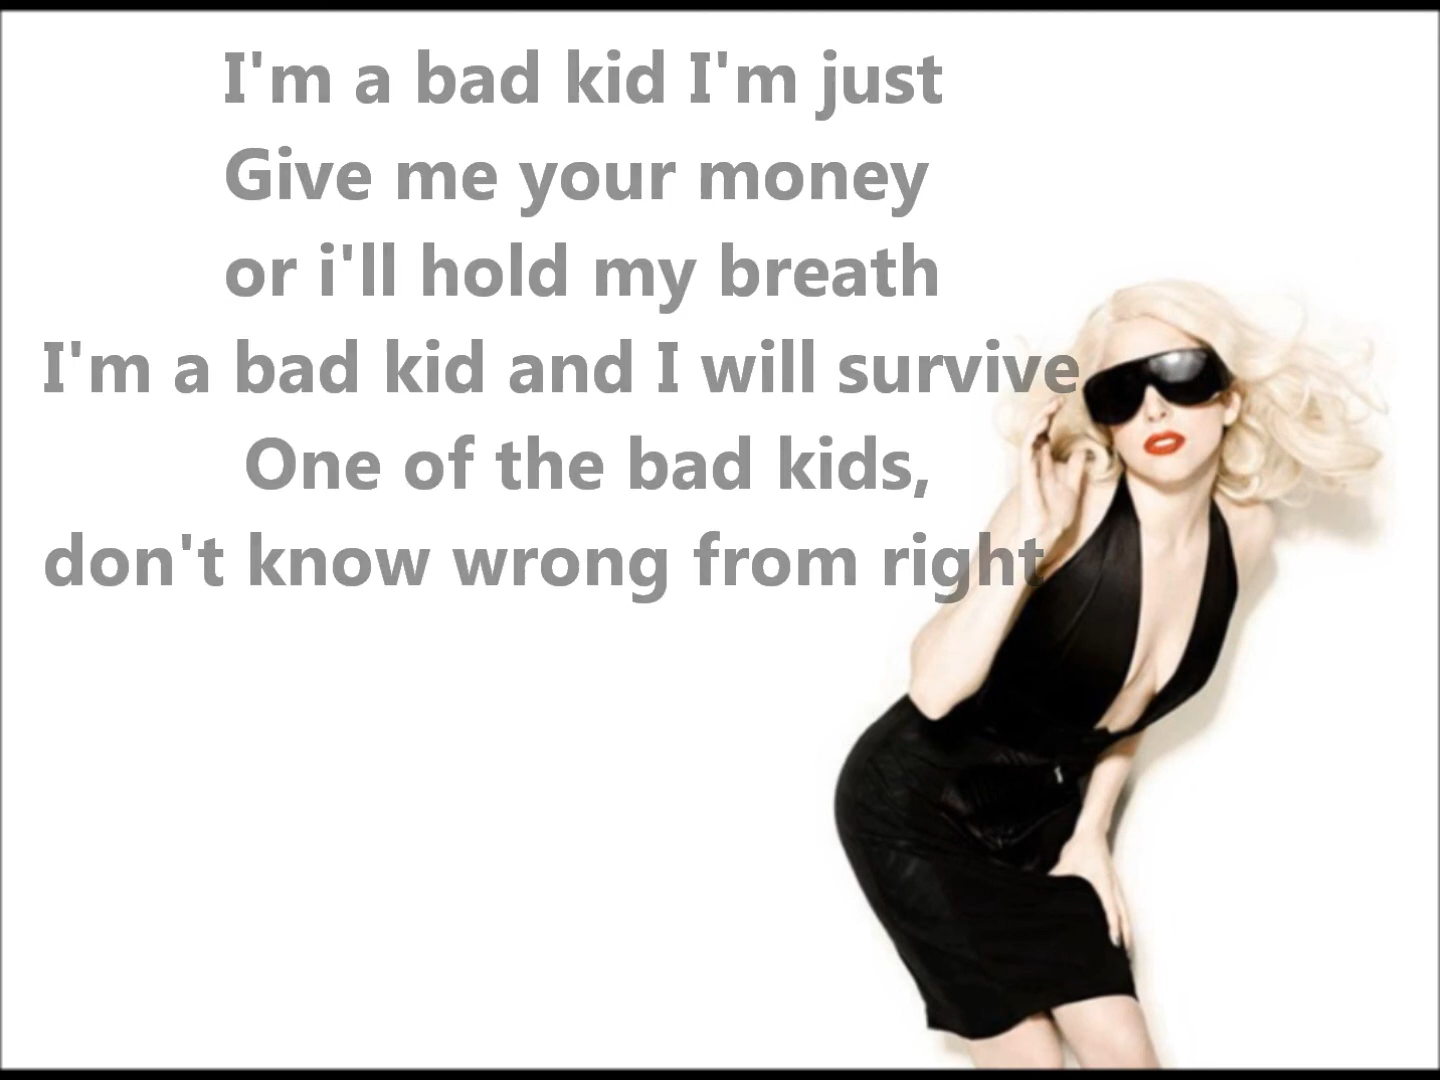 I'm a bad kid I'm just
Give me your money
or i'll hold my breath
I'm a bad kid and I will survive
One of the bad kids,
don't know wrong from right